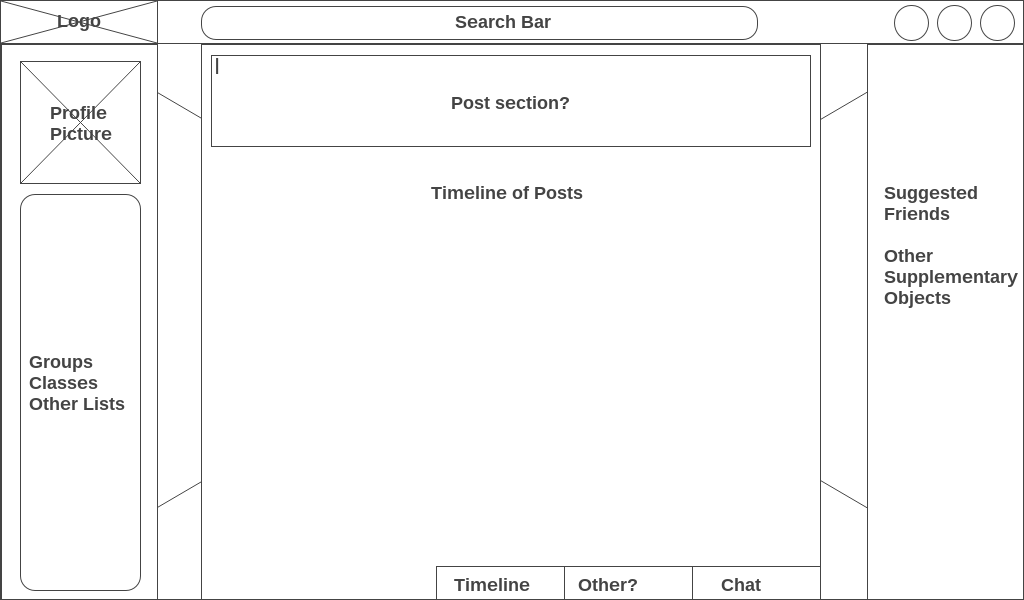 Logo
Search Bar
Profile
Picture
Groups
Classes
Other Lists
Post section?
Timeline of Posts
Suggested
Friends
Other
Supplementary
Objects
Timeline
Other?
Chat